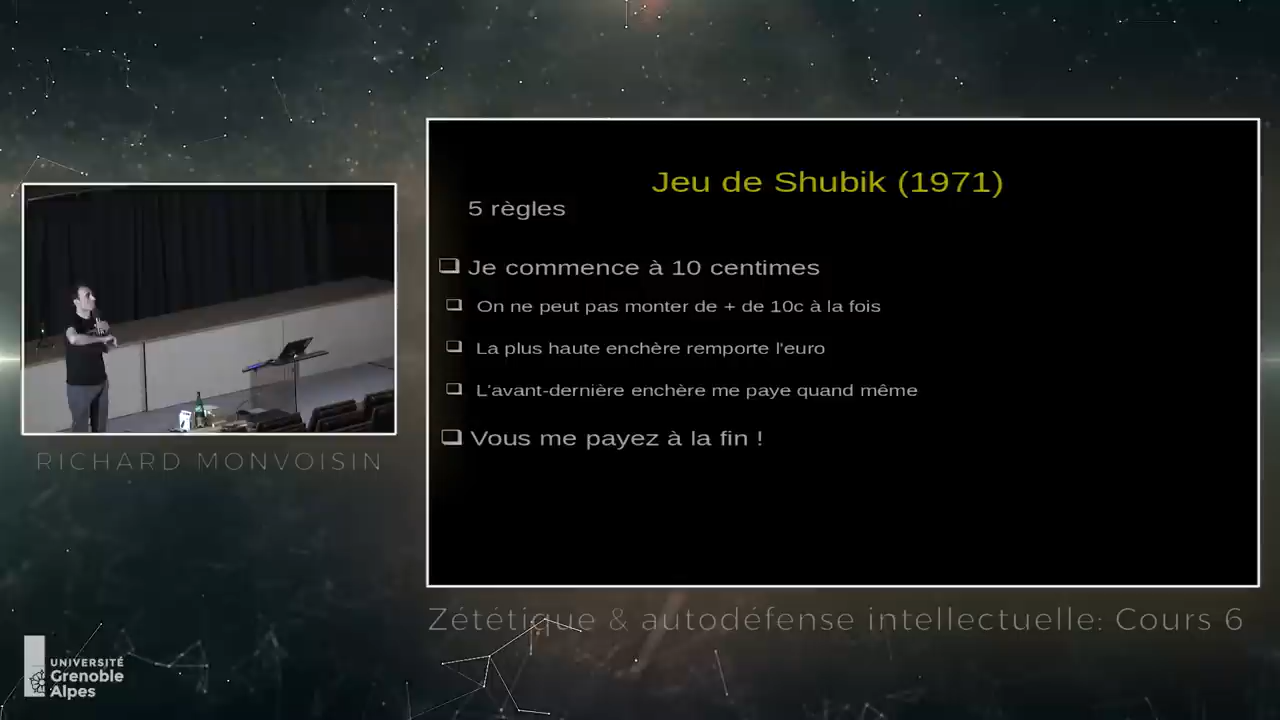 Jeu de Shubik (1971)
5 règles
Je commence à 10 centimes
On ne peut pas monter de + de 10c à la fois
La plus haute enchère remporte l'euro
L'avant-dernière enchère me paye quand même
Vous me payez à la fin !
RICHARD MONVOISIN
Zététique & autodéfense intellectuelle: Cours 6
UNIVERSITÉ
Grenoble
Alpes